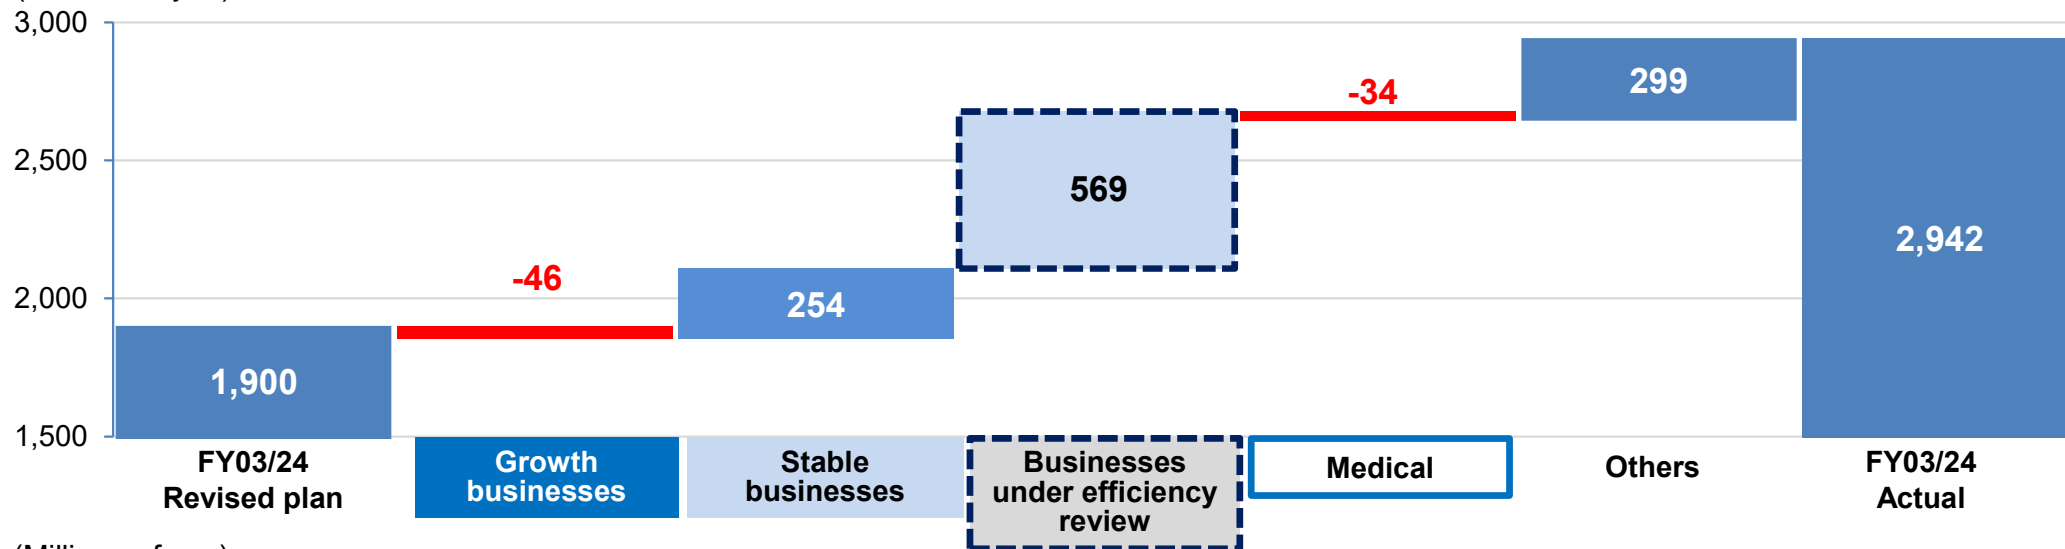 3,000
2,500
2,000
1,500
1,900
-46
254
569
-34
299
2,942
FY03/24
Revised plan
Growth
businesses
Stable
businesses
Businesses
under efficiency
review
Medical
Others
FY03/24
Actual